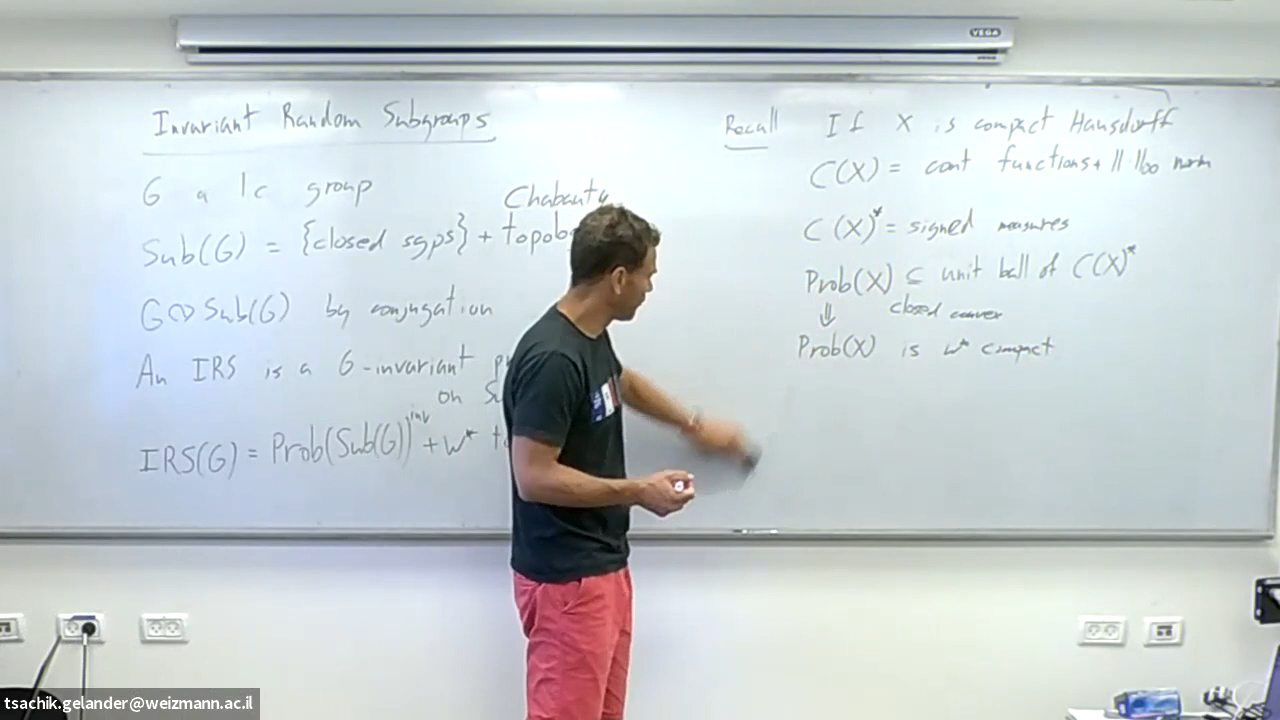 Invariant Random Subgroups
G a lc group
Chabauty
Sub(G) = {closed sgps} + topolo
G ↷ Sub(G) by conjugation
An IRS is a G-invariant p
on Su
IRS(G) = Prob(Sub(G))^inv + w* to
Recall If X is compact Hausdorff
C(X) = cont functions + || ||∞ norm
C(X)* = signed measures
Prob(X) ⊆ unit ball of C(X)*
closed convex
⇓
Prob(X) is w* compact
VEGA
tsachik.gelander@weizmann.ac.il